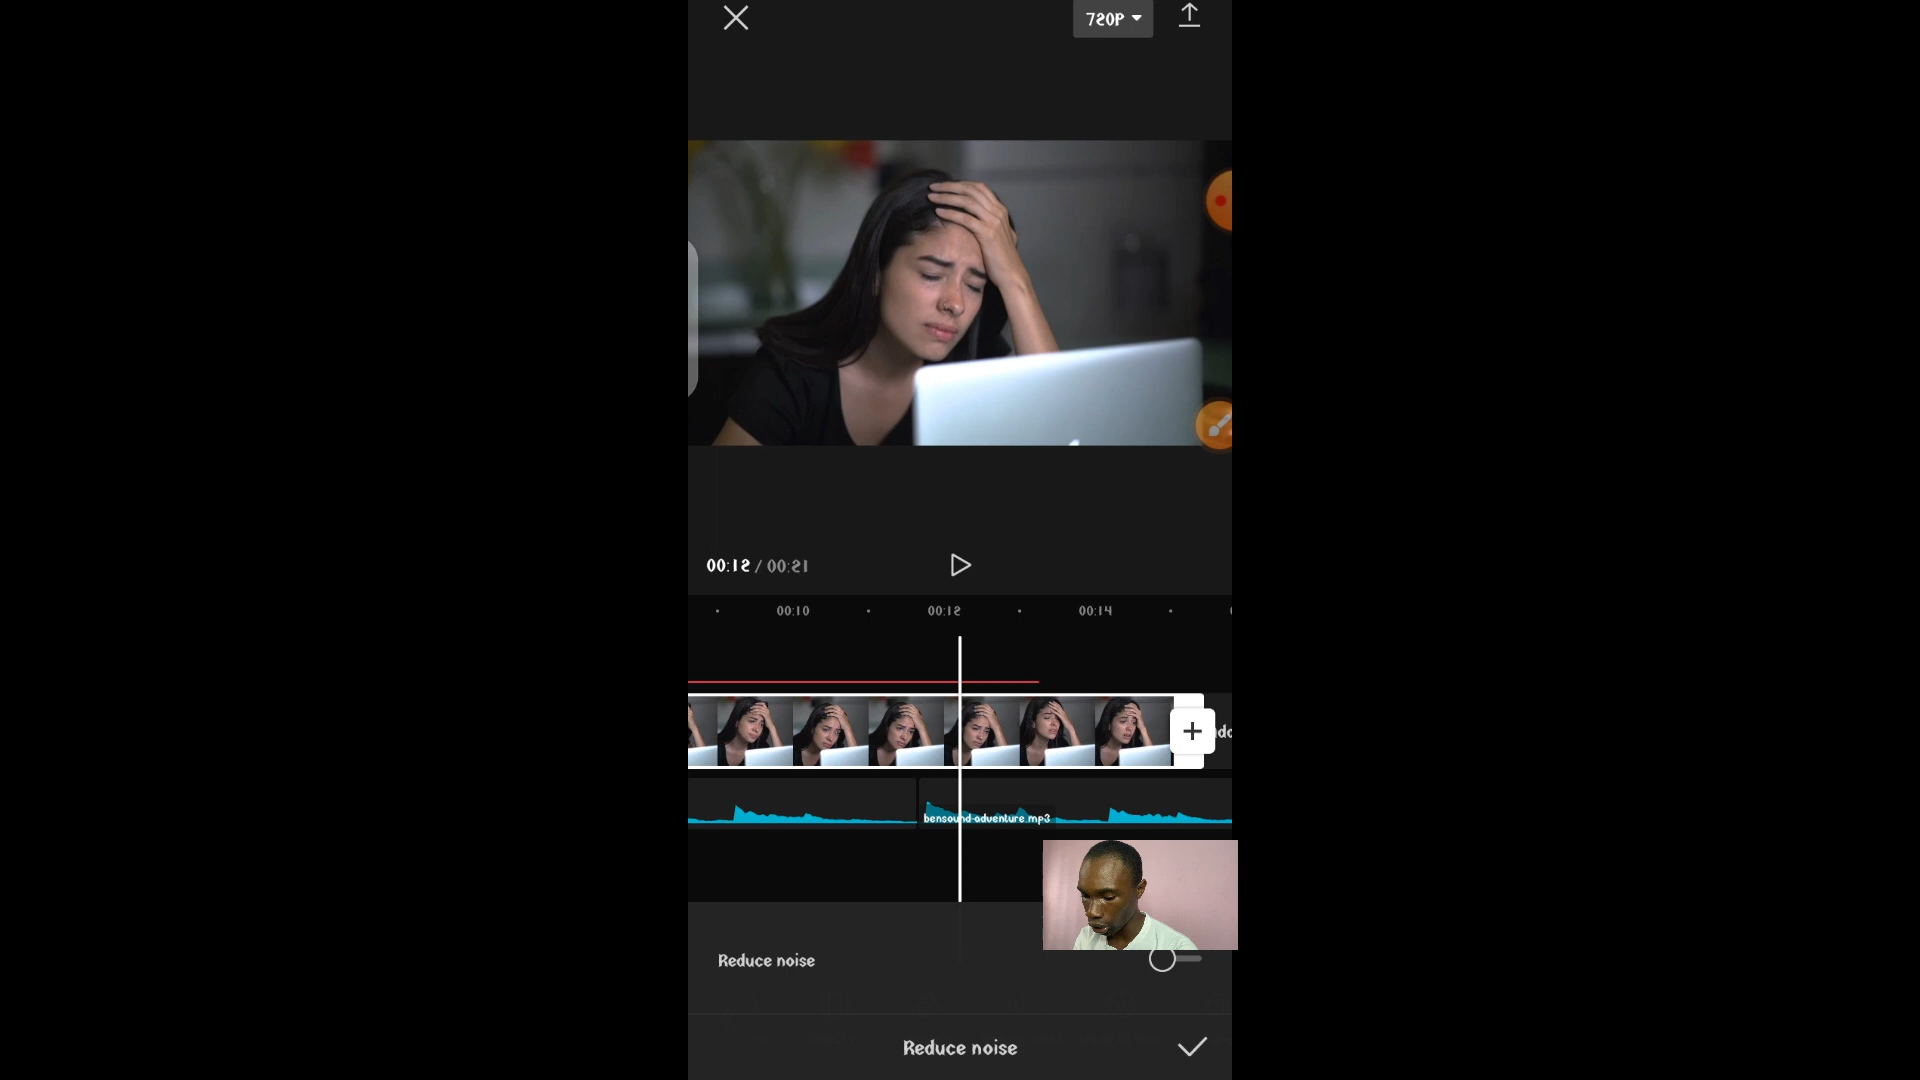 720P
00:12 / 00:21
00:10 00:12 00:14
bensound-adventure.mp3
Reduce noise
Reduce noise